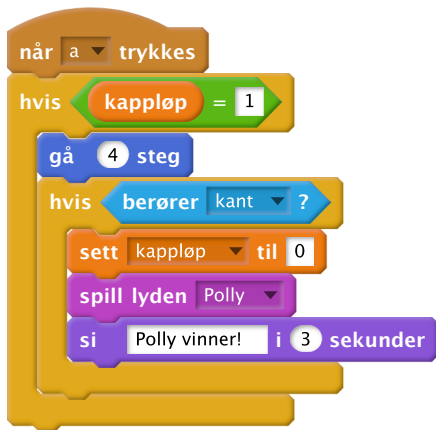 når a trykkes
hvis kappløp = 1
gå 4 steg
hvis berører kant ?
sett kappløp til 0
spill lyden Polly
si Polly vinner! i 3 sekunder